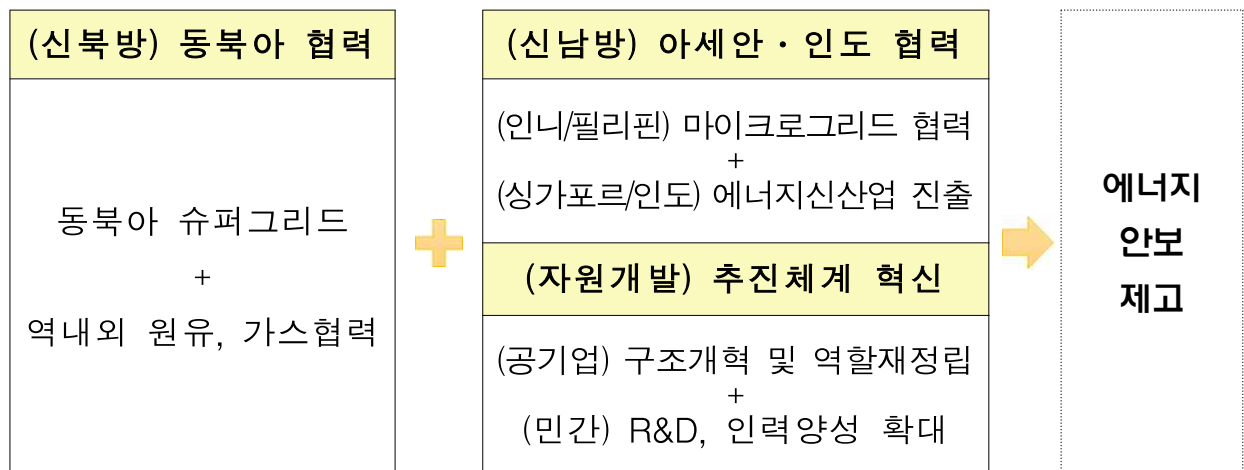 (신북방) 동북아 협력
동북아 슈퍼그리드
+
역내외 원유, 가스협력
(신남방) 아세안·인도 협력
(인니/필리핀) 마이크로그리드 협력
+
(싱가포르/인도) 에너지신산업 진출
(자원개발) 추진체계 혁신
(공기업) 구조개혁 및 역할재정립
+
(민간) R&D, 인력양성 확대
에너지
안보
제고